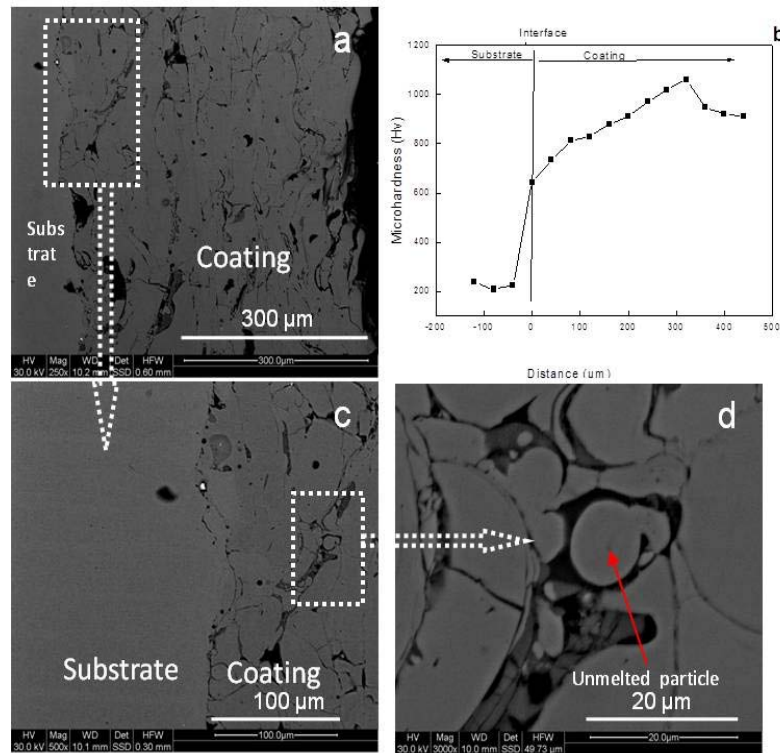 a
Subs
trat
e
Coating
300 µm
HV Mag WD Det HFW 300.0µm
30.0 kV 250x 10.2 mm SSD 0.60 mm
Interface
b
Substrate Coating
1200
1000
800
600
400
200
Microhardness (Hv)
-200 -100 0 100 200 300 400 500
Distance (um)
c
Substrate
Coating
100 µm
HV Mag WD Det HFW 100.0µm
30.0 kV 500x 10.1 mm SSD 0.30 mm
d
Unmelted particle
20 µm
HV Mag WD Det HFW 20.0µm
30.0 kV 3000x 10.0 mm SSD 49.73 µm